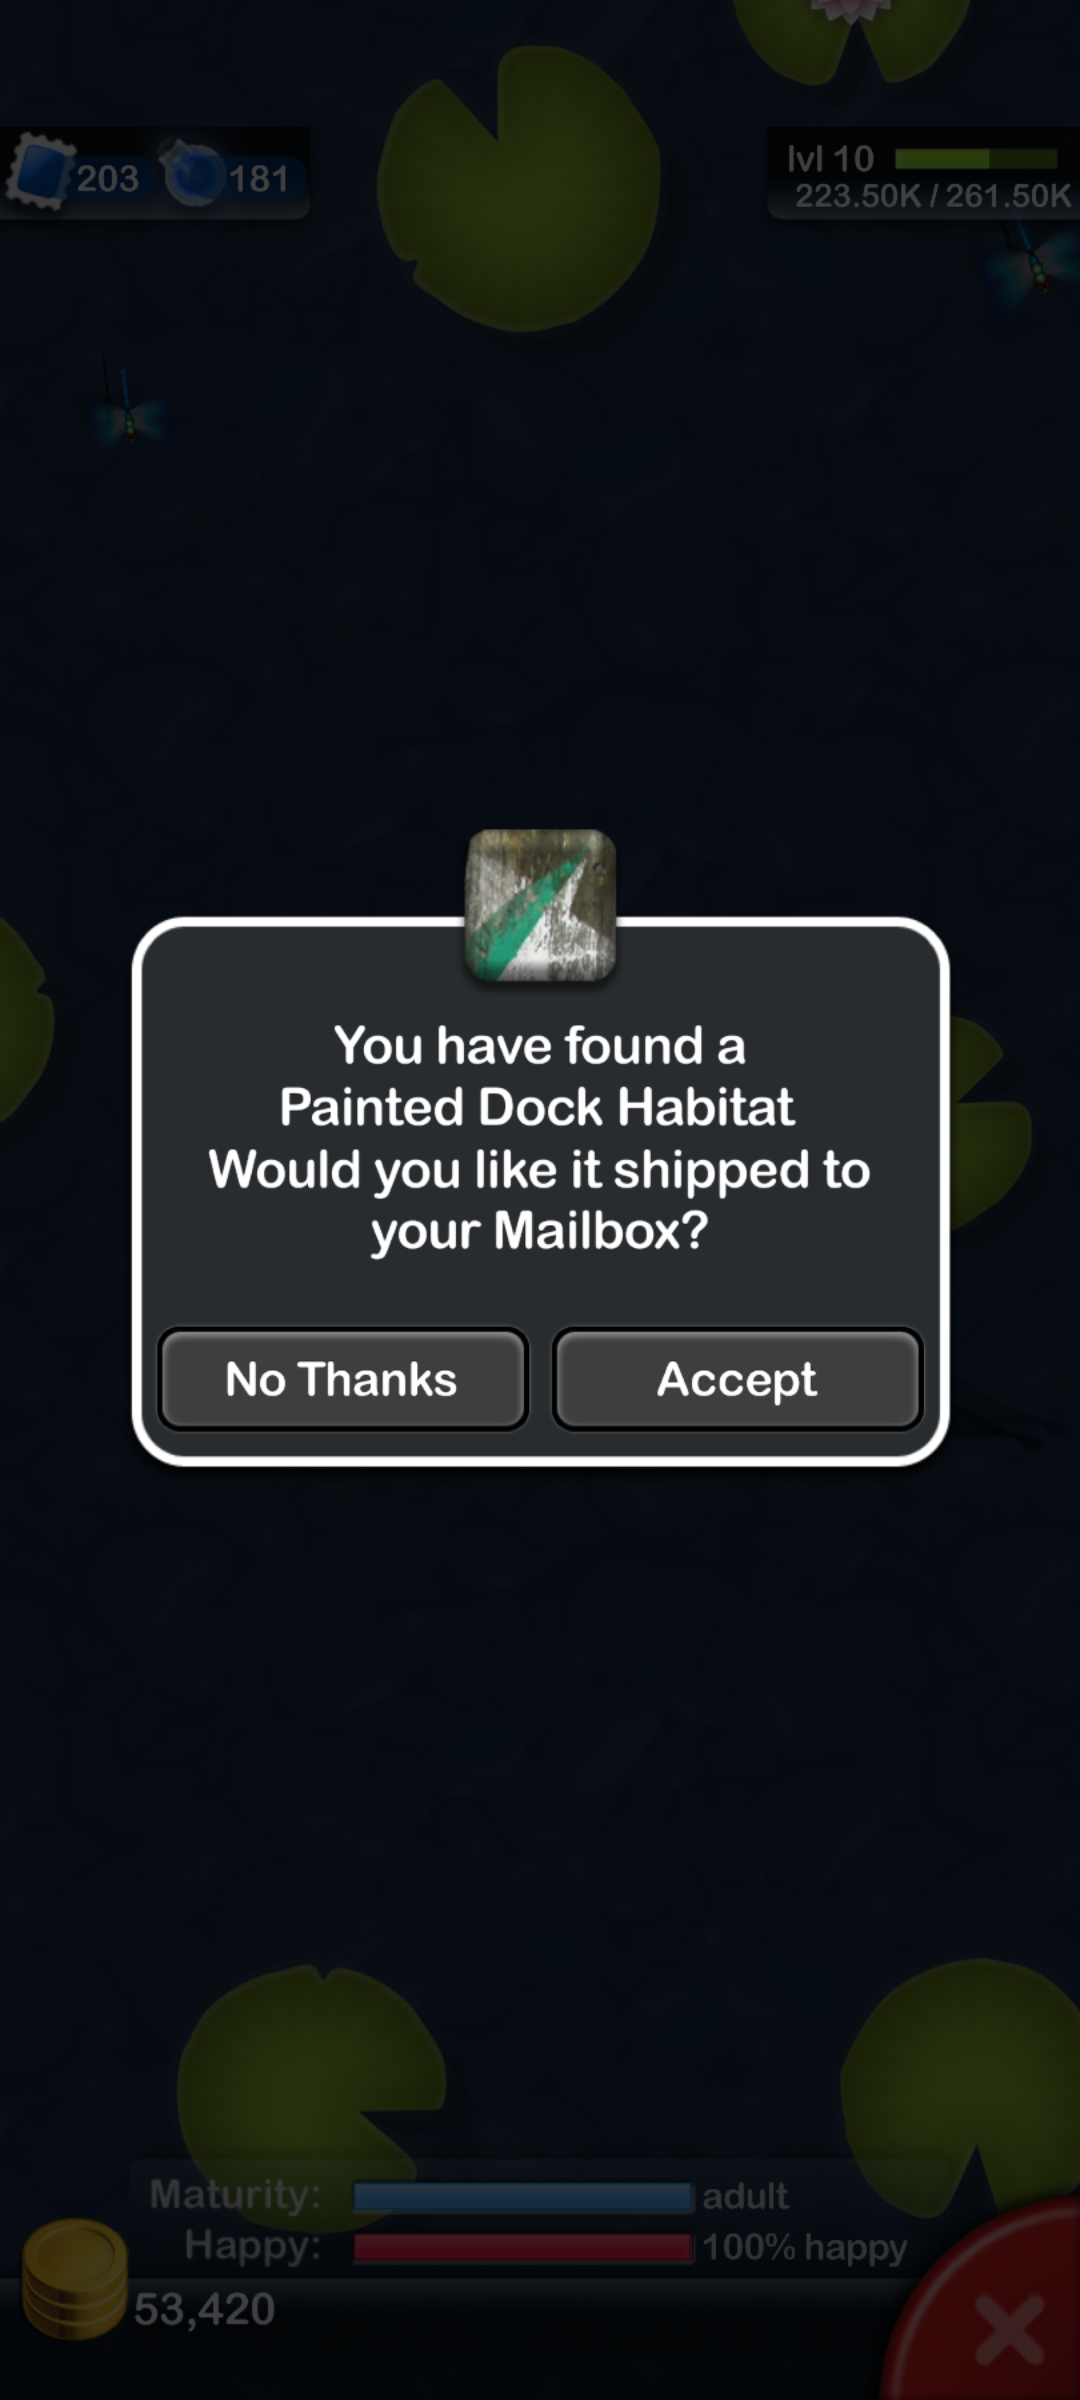 203 181
lvl 10
223.50K / 261.50K
You have found a
Painted Dock Habitat
Would you like it shipped to
your Mailbox?
No Thanks Accept
Maturity: adult
Happy: 100% happy
53,420